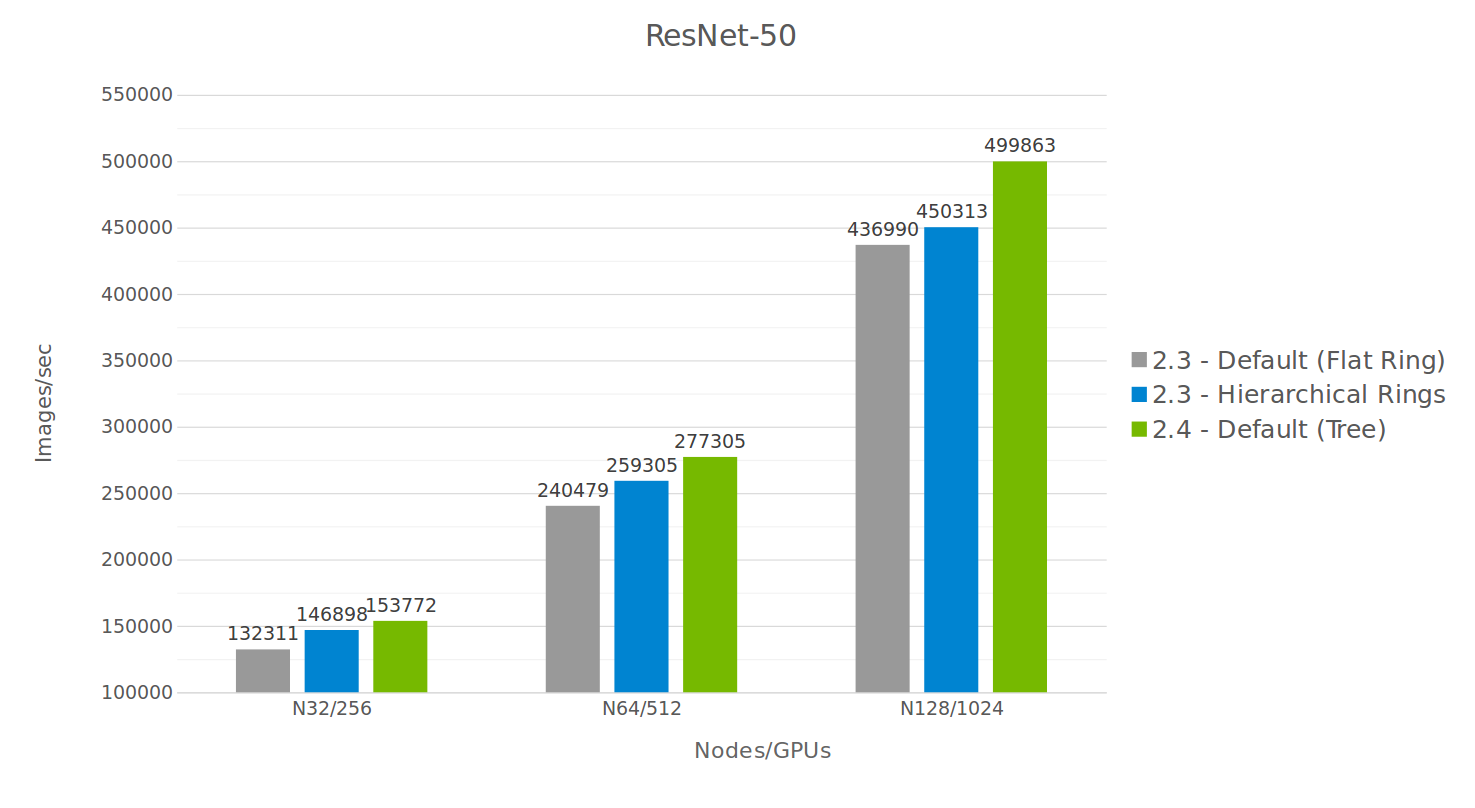 ResNet-50
550000
500000
450000
400000
350000
300000
250000
200000
150000
100000
Images/sec
132311
146898
153772
240479
259305
277305
436990
450313
499863
N32/256
N64/512
N128/1024
Nodes/GPUs
2.3 - Default (Flat Ring)
2.3 - Hierarchical Rings
2.4 - Default (Tree)